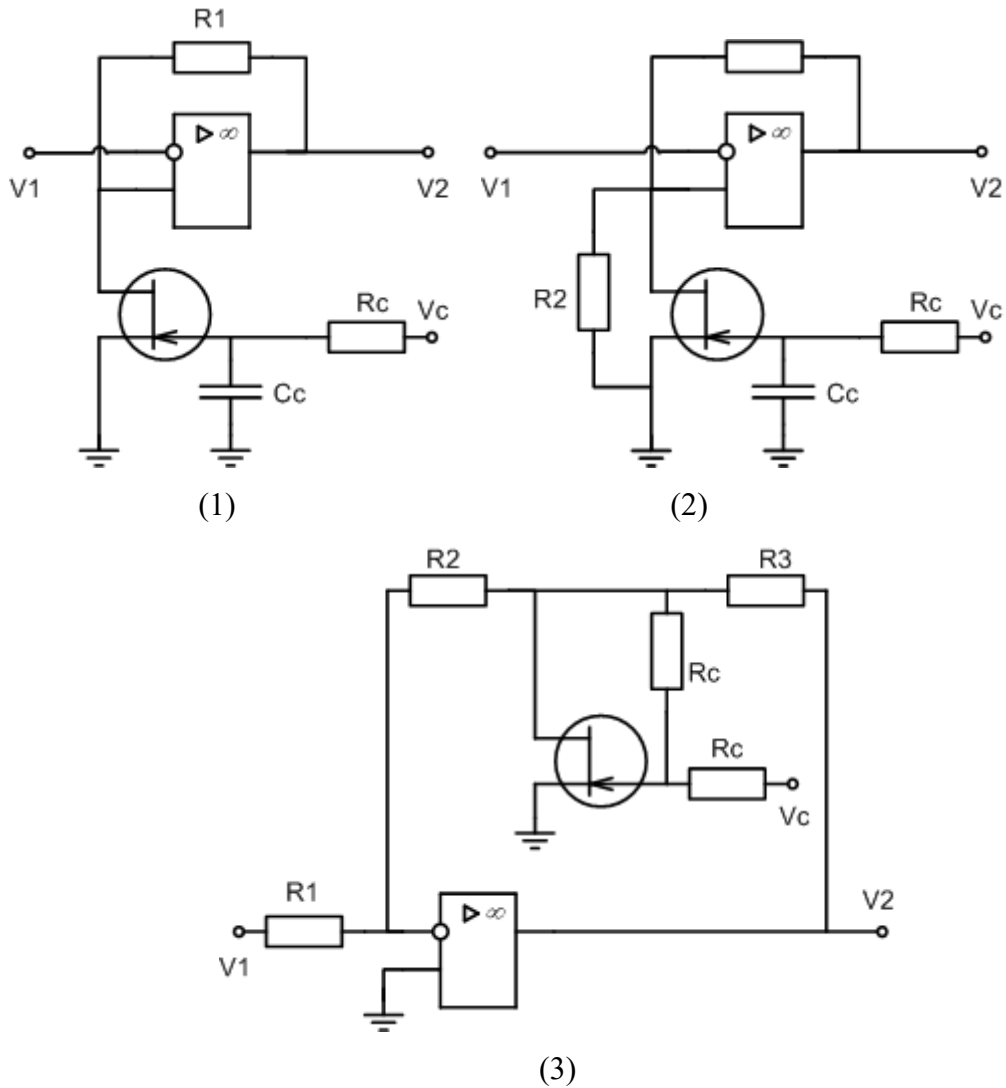 R1
∞
V1
V2
Rc
Vc
Cc
(1)
∞
V1
V2
R2
Rc
Vc
Cc
(2)
R2
R3
Rc
Rc
Vc
R1
∞
V1
V2
(3)